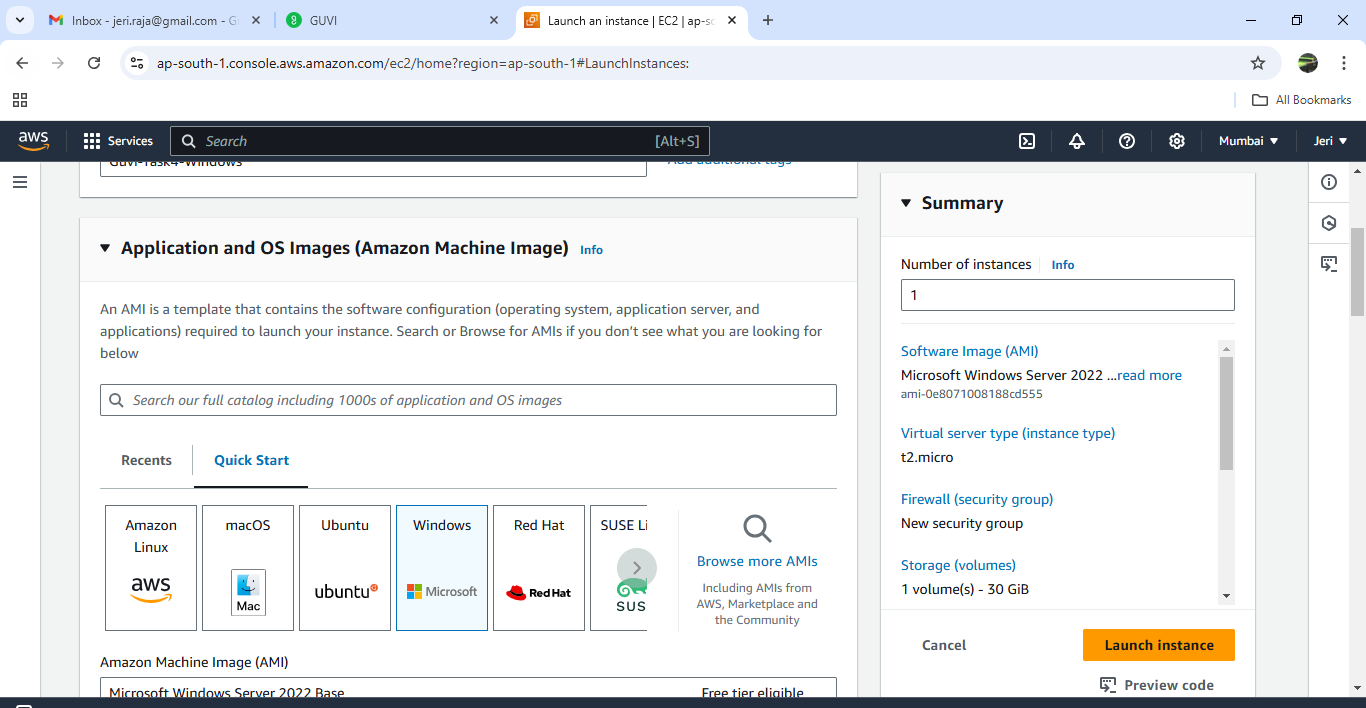 Inbox - jeri.raja@gmail.com - G
GUVI
Launch an instance | EC2 | ap-so
ap-south-1.console.aws.amazon.com/ec2/home?region=ap-south-1#LaunchInstances:
All Bookmarks
aws
Services
Search
[Alt+S]
Mumbai
Jeri
Guvi-Task4-Windows
Add additional tags
Application and OS Images (Amazon Machine Image)
Info
An AMI is a template that contains the software configuration (operating system, application server, and
applications) required to launch your instance. Search or Browse for AMIs if you don't see what you are looking for
below
Search our full catalog including 1000s of application and OS images
Recents
Quick Start
Amazon
Linux
aws
macOS
Mac
Ubuntu
ubuntu
Windows
Microsoft
Red Hat
Red Hat
SUSE Li
SUS
Browse more AMIs
Including AMIs from
AWS, Marketplace and
the Community
Amazon Machine Image (AMI)
Microsoft Windows Server 2022 Base
Free tier eligible
Summary
Number of instances
Info
1
Software Image (AMI)
Microsoft Windows Server 2022 ...read more
ami-0e8071008188cd555
Virtual server type (instance type)
t2.micro
Firewall (security group)
New security group
Storage (volumes)
1 volume(s) - 30 GiB
Cancel
Launch instance
Preview code